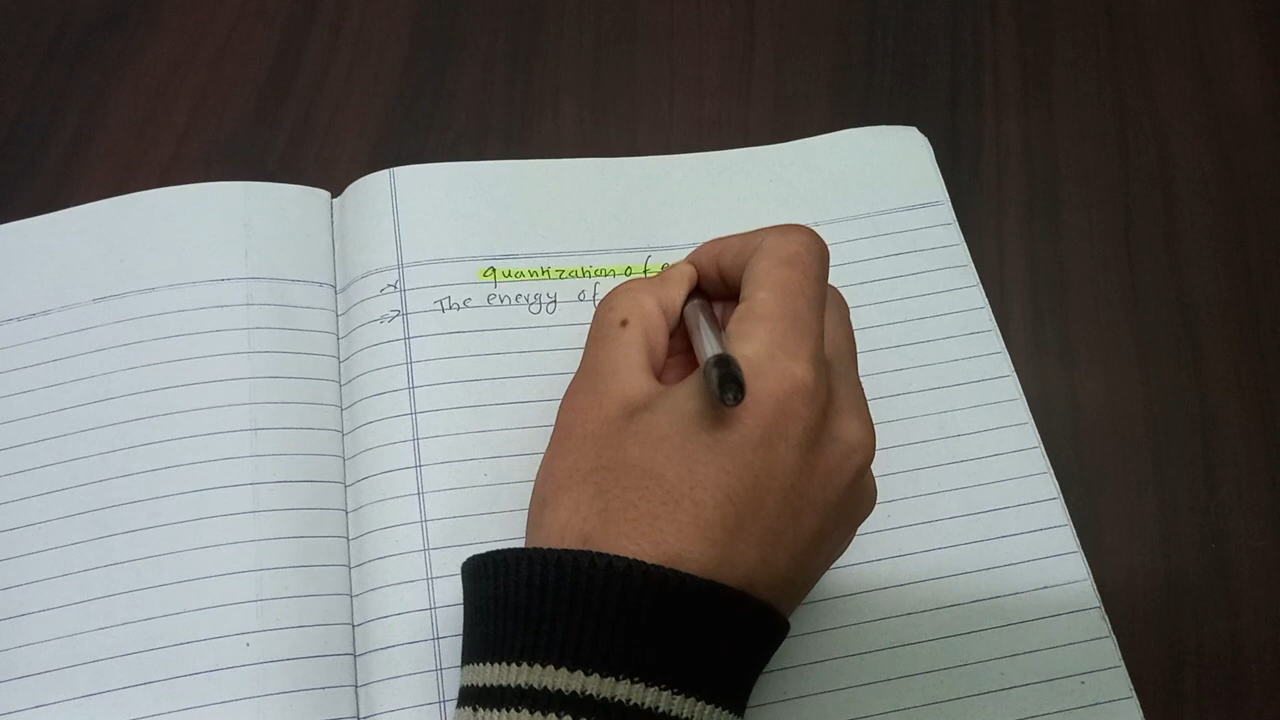 quantization of
The energy of